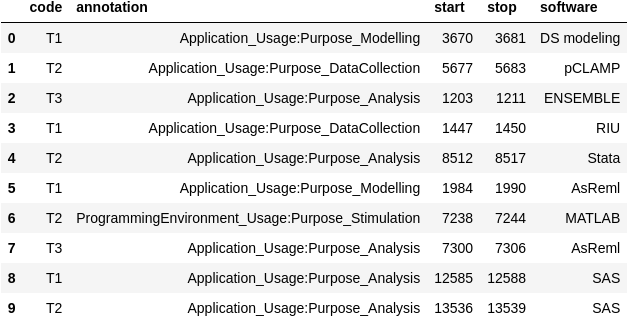 code annotation start stop software
0 T1 Application_Usage:Purpose_Modelling 3670 3681 DS modeling
1 T2 Application_Usage:Purpose_DataCollection 5677 5683 pCLAMP
2 T3 Application_Usage:Purpose_Analysis 1203 1211 ENSEMBLE
3 T1 Application_Usage:Purpose_DataCollection 1447 1450 RIU
4 T2 Application_Usage:Purpose_Analysis 8512 8517 Stata
5 T1 Application_Usage:Purpose_Modelling 1984 1990 AsReml
6 T2 ProgrammingEnvironment_Usage:Purpose_Stimulation 7238 7244 MATLAB
7 T3 Application_Usage:Purpose_Analysis 7300 7306 AsReml
8 T1 Application_Usage:Purpose_Analysis 12585 12588 SAS
9 T2 Application_Usage:Purpose_Analysis 13536 13539 SAS